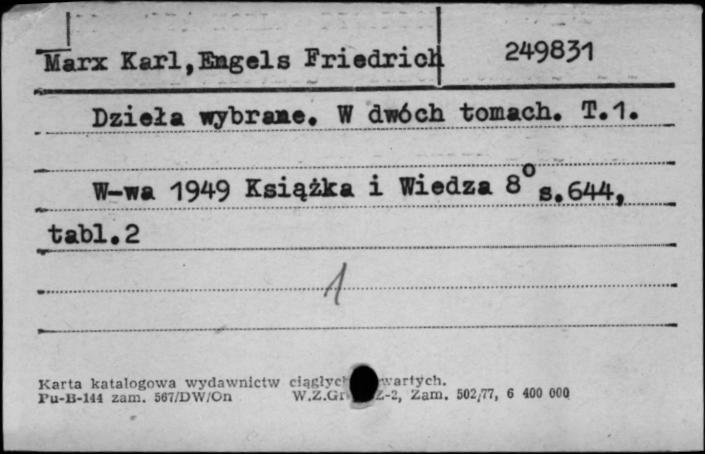 Marx Karl, Engels Friedrich 249831
Dzieła wybrane. W dwóch tomach. T.1.
W-wa 1949 Książka i Wiedza 8° s.644,
tabl.2
1
Karta katalogowa wydawnictw
Pu-B-144 zam. 567/DW/On W.Z.Gr Z-2, Zam. 502/77, 6 400 000